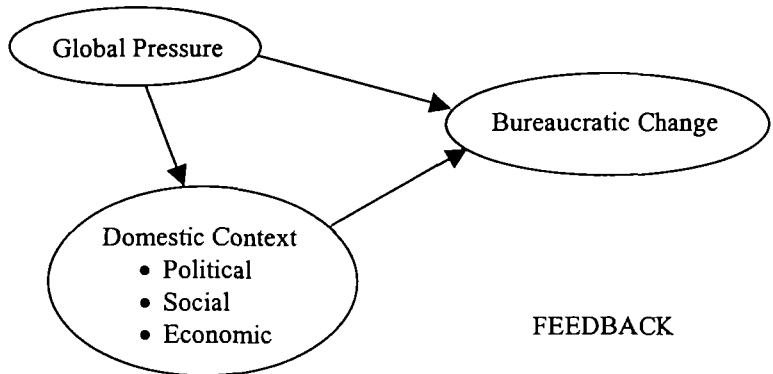 Global Pressure
Bureaucratic Change
Domestic Context
• Political
• Social
• Economic
FEEDBACK